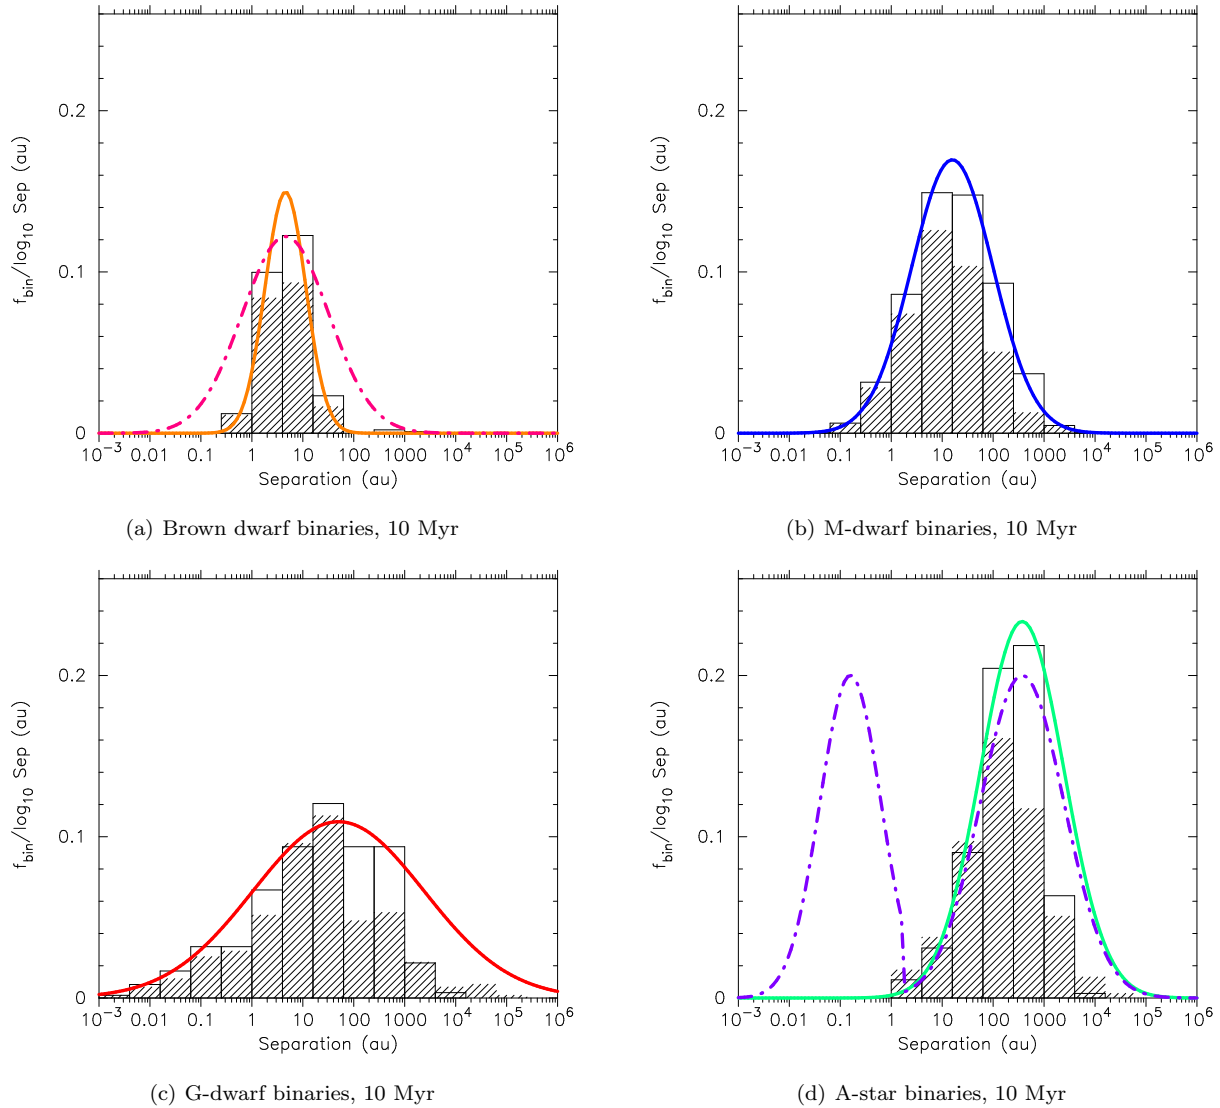 0.2
0.1
0
f_bin/log_10 Sep (au)
10^-3 0.01 0.1 1 10 100 1000 10^4 10^5 10^6
Separation (au)
(a) Brown dwarf binaries, 10 Myr
0.2
0.1
0
f_bin/log_10 Sep (au)
10^-3 0.01 0.1 1 10 100 1000 10^4 10^5 10^6
Separation (au)
(b) M-dwarf binaries, 10 Myr
0.2
0.1
0
f_bin/log_10 Sep (au)
10^-3 0.01 0.1 1 10 100 1000 10^4 10^5 10^6
Separation (au)
(c) G-dwarf binaries, 10 Myr
0.2
0.1
0
f_bin/log_10 Sep (au)
10^-3 0.01 0.1 1 10 100 1000 10^4 10^5 10^6
Separation (au)
(d) A-star binaries, 10 Myr